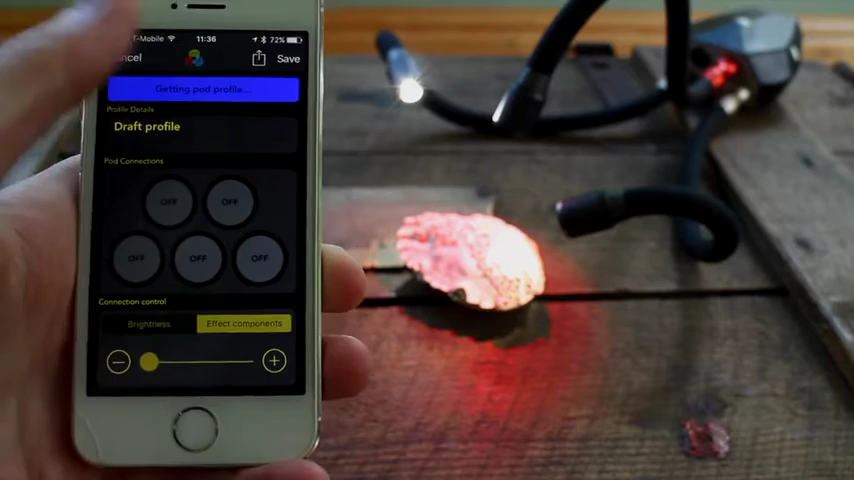 T-Mobile 11:36 72%
ncel Save
Getting pod profile...
Profile Details
Draft profile
Pod Connections
OFF OFF
OFF OFF OFF
Connection control
Brightness Effect components